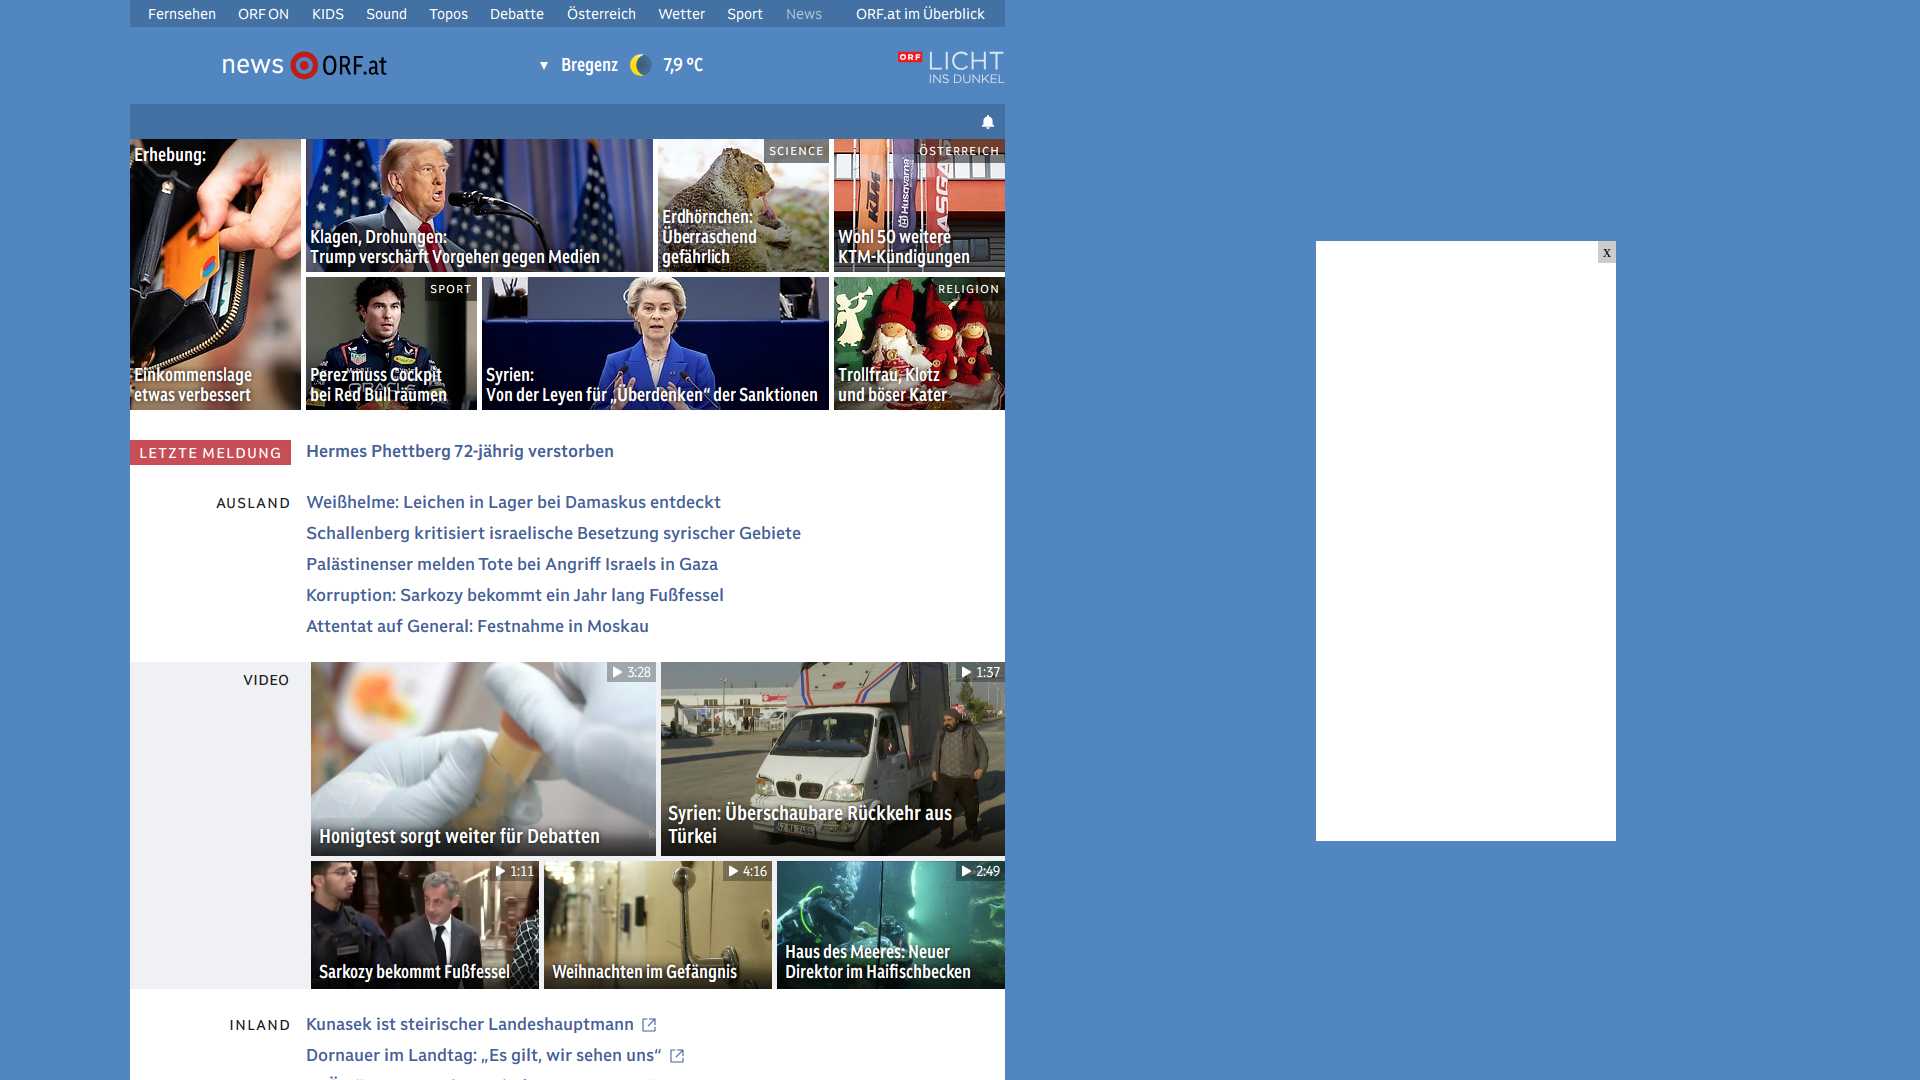 Fernsehen ORF ON KIDS Sound Topos Debatte Österreich Wetter Sport News ORF.at im Überblick
news ORF.at
▼ Bregenz 7,9 °C
ORF LICHT
INS DUNKEL
Erhebung:
Einkommenslage
etwas verbessert
Klagen, Drohungen:
Trump verschärft Vorgehen gegen Medien
SCIENCE
Erdhörnchen:
Überraschend
gefährlich
ÖSTERREICH
KTM
Husqvarna
GASGAS
Wohl 50 weitere
KTM-Kündigungen
SPORT
Perez muss Cockpit
bei Red Bull räumen
Syrien:
Von der Leyen für „Überdenken“ der Sanktionen
RELIGION
Trollfrau, Klotz
und böser Kater
x
LETZTE MELDUNG
Hermes Phettberg 72-jährig verstorben
AUSLAND
Weißhelme: Leichen in Lager bei Damaskus entdeckt
Schallenberg kritisiert israelische Besetzung syrischer Gebiete
Palästinenser melden Tote bei Angriff Israels in Gaza
Korruption: Sarkozy bekommt ein Jahr lang Fußfessel
Attentat auf General: Festnahme in Moskau
VIDEO
3:28
Honigtest sorgt weiter für Debatten
1:37
Syrien: Überschaubare Rückkehr aus
Türkei
1:11
Sarkozy bekommt Fußfessel
4:16
Weihnachten im Gefängnis
2:49
Haus des Meeres: Neuer
Direktor im Haifischbecken
INLAND
Kunasek ist steirischer Landeshauptmann
Dornauer im Landtag: „Es gilt, wir sehen uns“